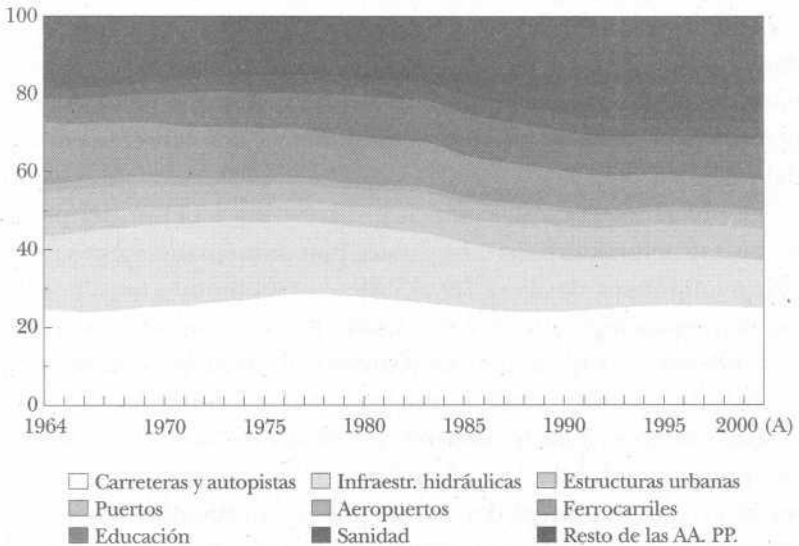 100
80
60
40
20
0
1964 1970 1975 1980 1985 1990 1995 2000 (A)
Carreteras y autopistas Infraestr. hidráulicas Estructuras urbanas
Puertos Aeropuertos Ferrocarriles
Educación Sanidad Resto de las AA. PP.